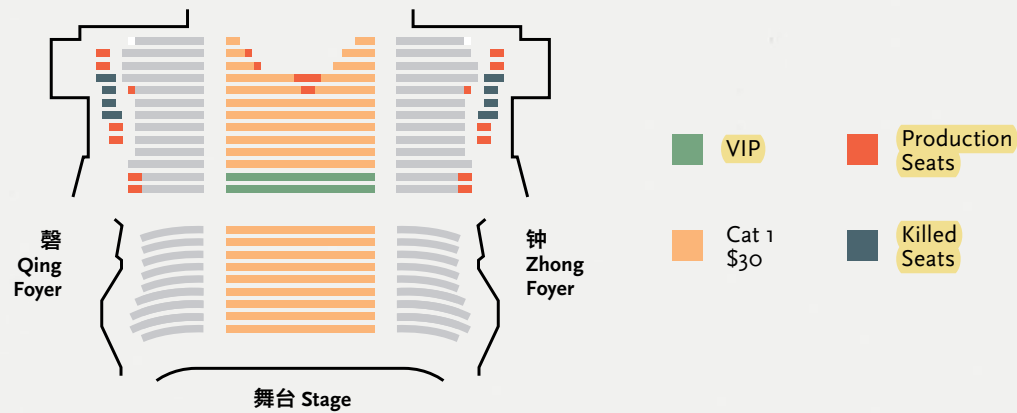 磬
Qing
Foyer
钟
Zhong
Foyer
舞台 Stage
VIP
Production
Seats
Cat 1
$30
Killed
Seats